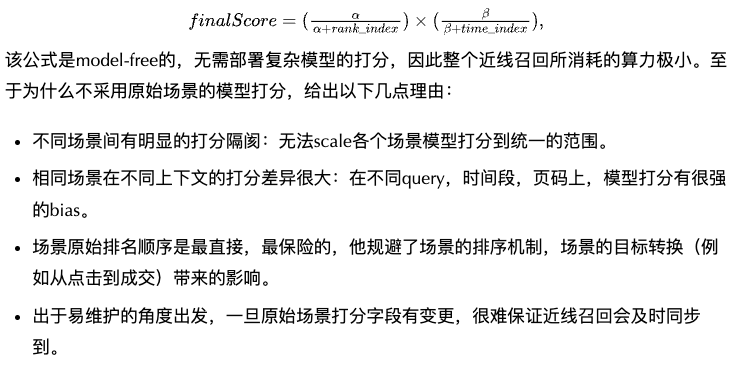 finalScore = (\frac{\alpha}{\alpha+rank\_index}) × (\frac{\beta}{\beta+time\_index}),
该公式是model-free的，无需部署复杂模型的打分，因此整个近线召回所消耗的算力极小。至
于为什么不采用原始场景的模型打分，给出以下几点理由：
• 不同场景间有明显的打分隔阂：无法scale各个场景模型打分到统一的范围。
• 相同场景在不同上下文的打分差异很大：在不同query，时间段，页码上，模型打分有很强
的bias。
• 场景原始排名顺序是最直接，最保险的，他规避了场景的排序机制，场景的目标转换（例
如从点击到成交）带来的影响。
• 出于易维护的角度出发，一旦原始场景打分字段有变更，很难保证近线召回会及时同步
到。